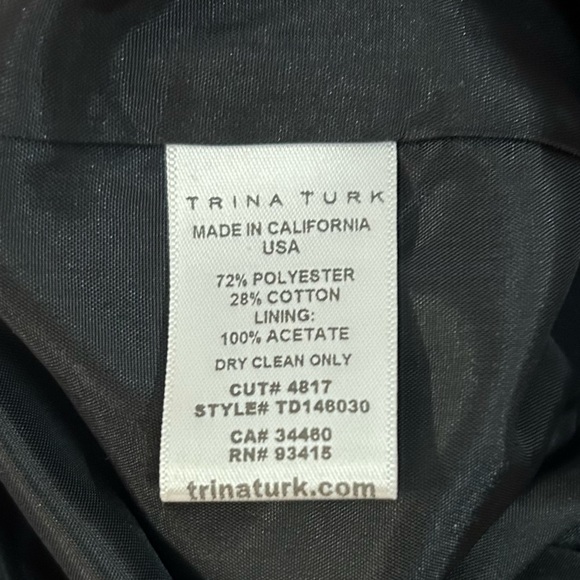 TRINA TURK
MADE IN CALIFORNIA
USA
72% POLYESTER
28% COTTON
LINING:
100% ACETATE
DRY CLEAN ONLY
CUT# 4817
STYLE# TD146030
CA# 34460
RN# 93415
trinaturk.com